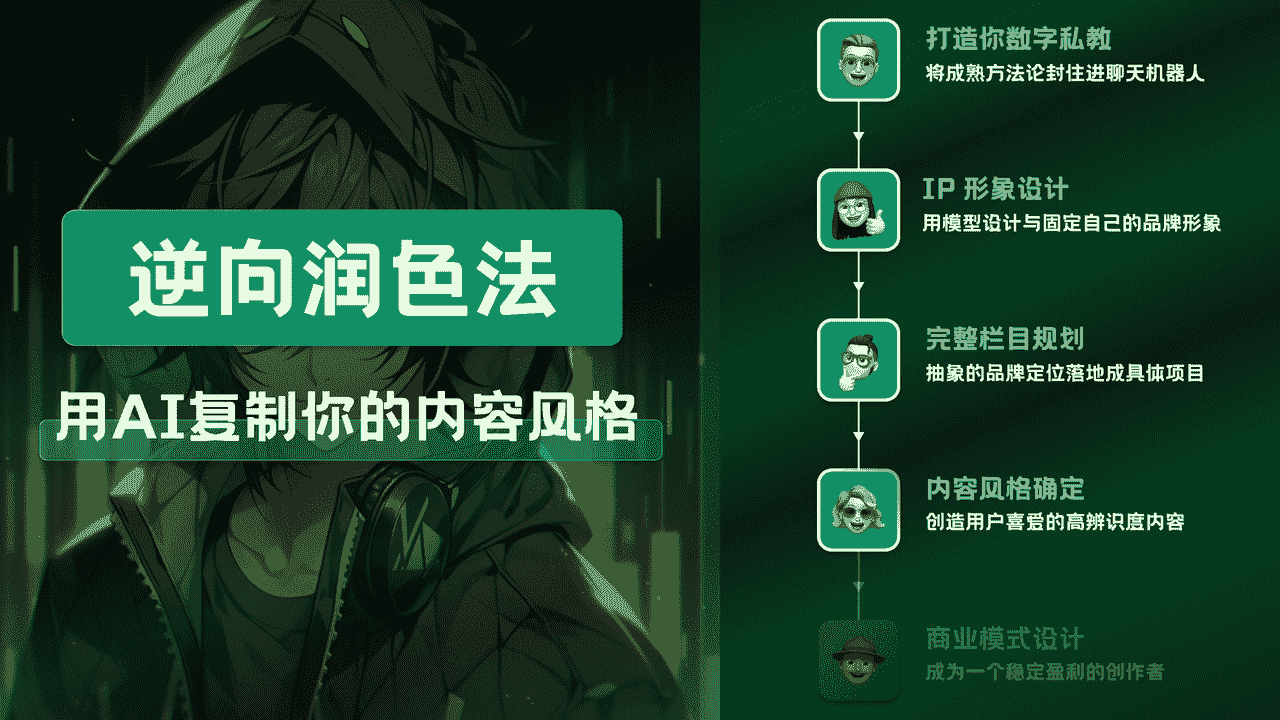 逆向润色法
用AI复制你的内容风格
打造你数字私教
将成熟方法论封住进聊天机器人
IP 形象设计
用模型设计与固定自己的品牌形象
完整栏目规划
抽象的品牌定位落地成具体项目
内容风格确定
创造用户喜爱的高辨识度内容
商业模式设计
成为一个稳定盈利的创作者